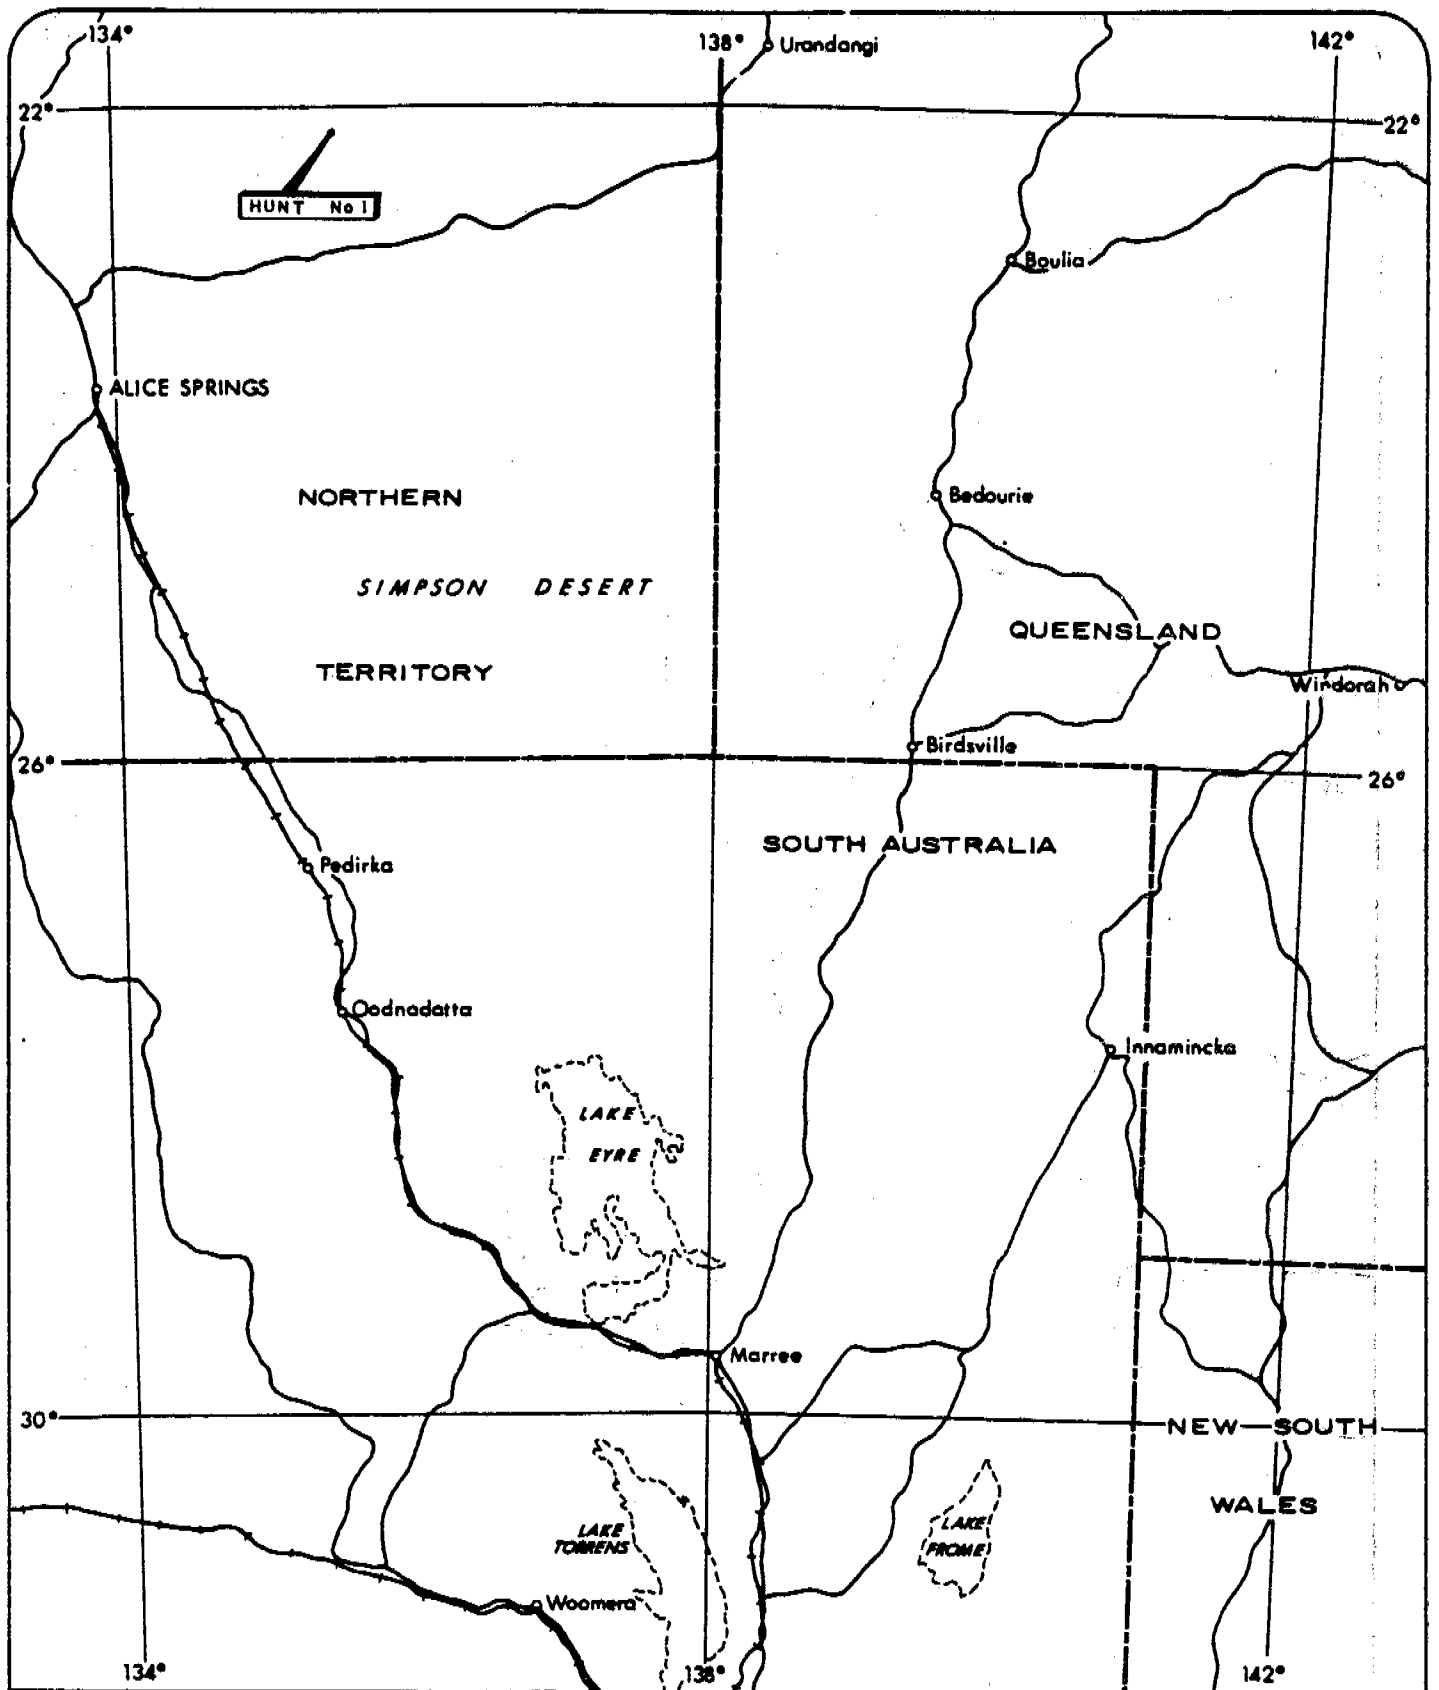 134°
138°
142°
Urandangi
22°
22°
HUNT No 1
Boulia
ALICE SPRINGS
NORTHERN
Bedourie
SIMPSON DESERT
QUEENSLAND
TERRITORY
Windorah
Birdsville
26°
26°
SOUTH AUSTRALIA
Pedirka
Oodnadatta
Innamincka
LAKE
EYRE
Marree
30°
NEW SOUTH
WALES
LAKE
TORRENS
LAKE
FROME
Woomera
134°
138°
142°